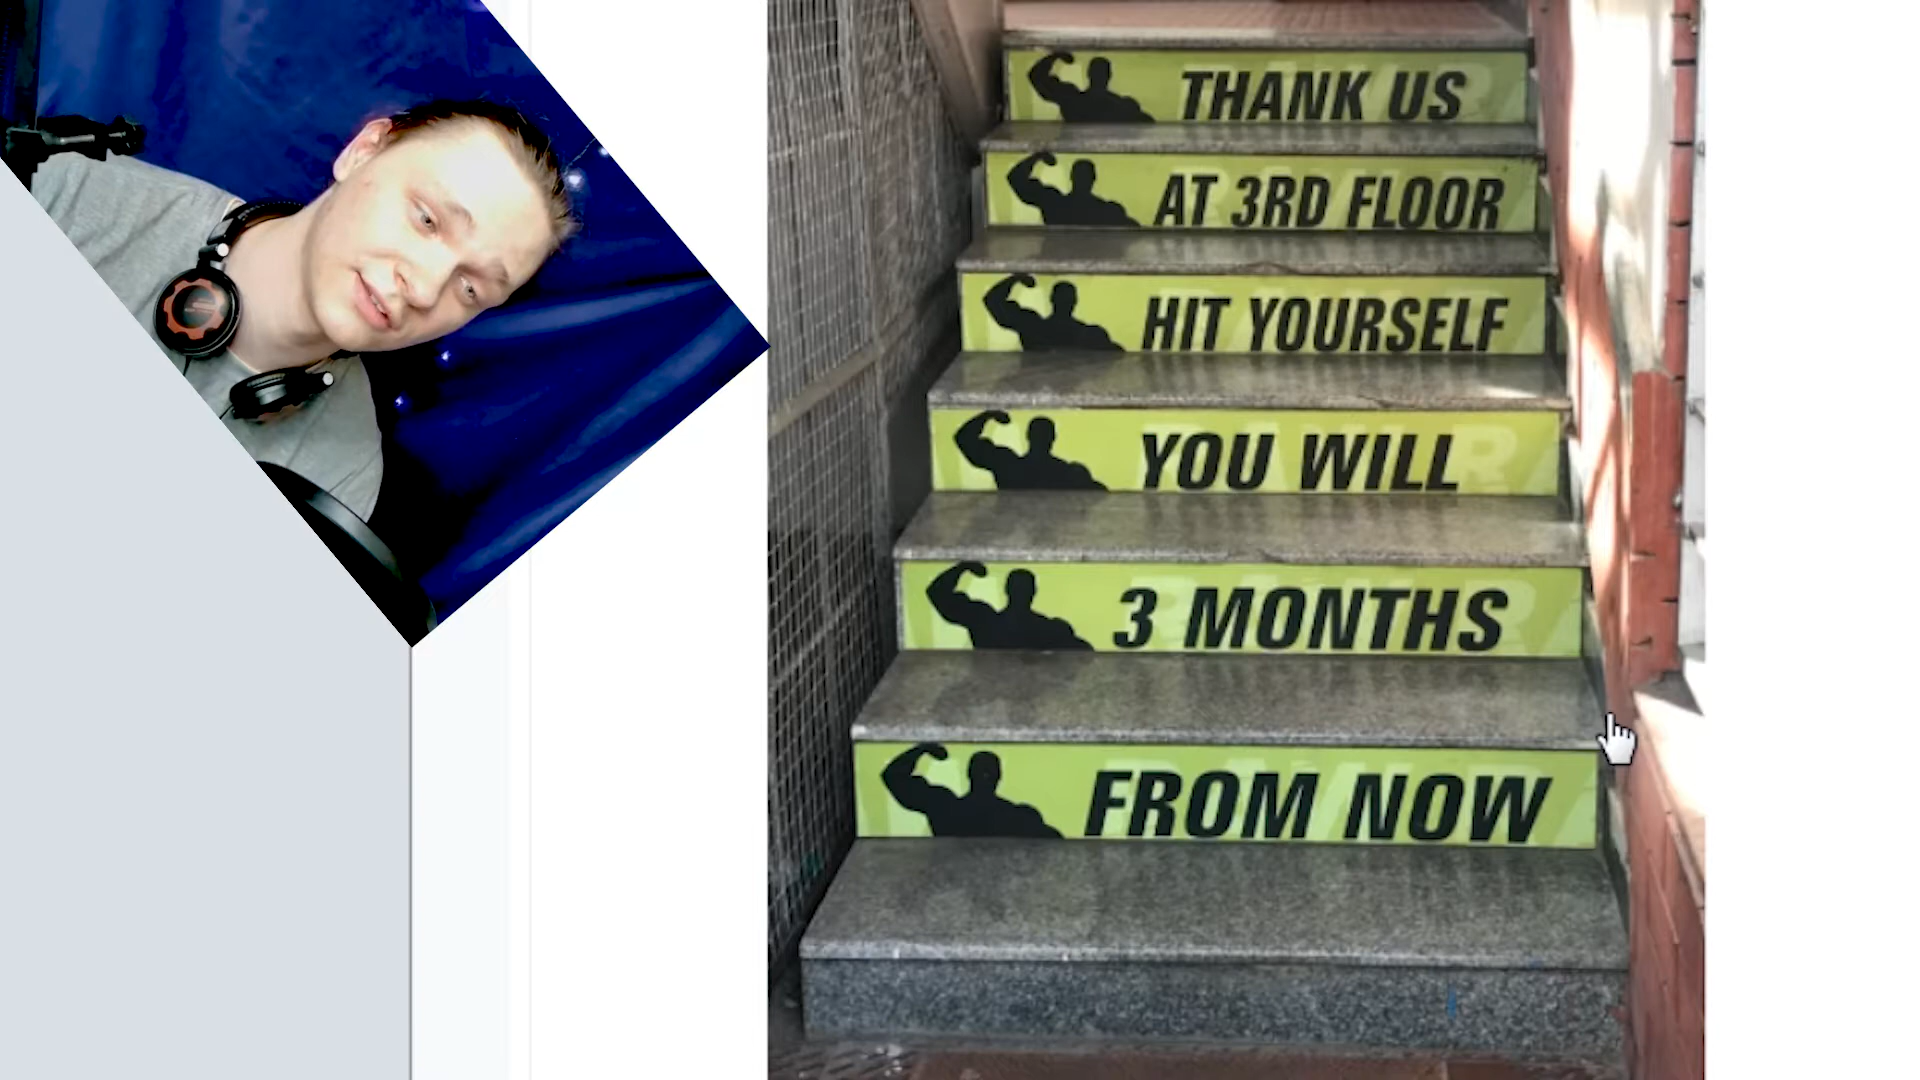 THANK US
AT 3RD FLOOR
HIT YOURSELF
YOU WILL
3 MONTHS
FROM NOW